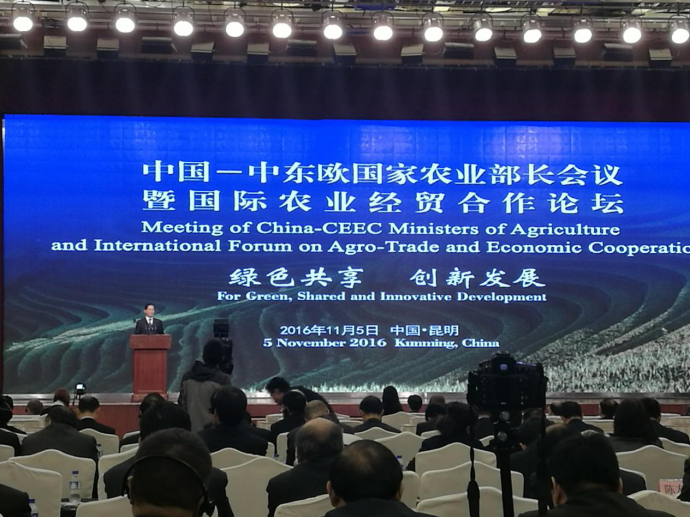 中国－中东欧国家农业部长会议
暨国际农业经贸合作论坛
Meeting of China-CEEC Ministers of Agriculture
and International Forum on Agro-Trade and Economic Cooperatio
绿色共享 创新发展
For Green, Shared and Innovative Development
2016年11月5日 中国·昆明
5 November 2016 Kunming, China